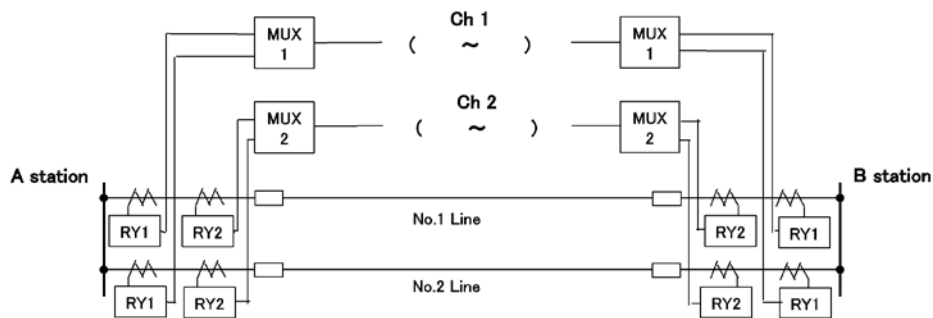 Ch 1
MUX
1
( ~ )
MUX
1
Ch 2
MUX
2
( ~ )
MUX
2
A station
B station
RY1
RY2
No.1 Line
RY2
RY1
RY1
RY2
No.2 Line
RY2
RY1